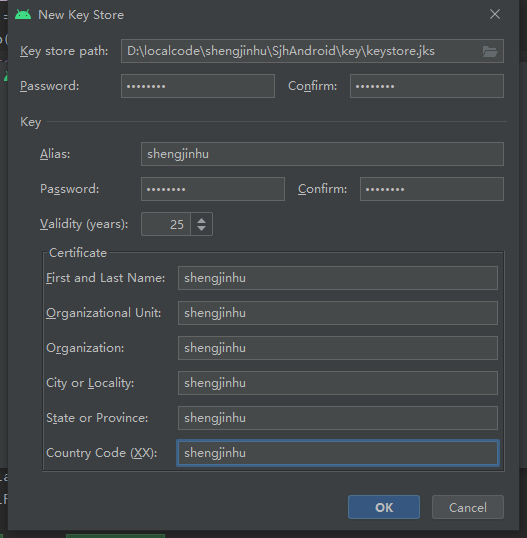 New Key Store
Key store path: D:\localcode\shengjinhu\SjhAndroid\key\keystore.jks
Password: •••••••• Confirm: ••••••••
Key
Alias: shengjinhu
Password: •••••••• Confirm: ••••••••
Validity (years): 25
Certificate
First and Last Name: shengjinhu
Organizational Unit: shengjinhu
Organization: shengjinhu
City or Locality: shengjinhu
State or Province: shengjinhu
Country Code (XX): shengjinhu
OK Cancel